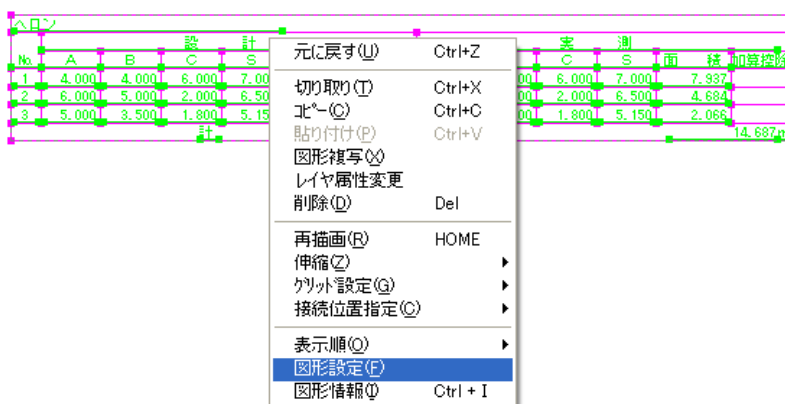 ヘロン
設 計 実 測
No. A B C S C S 面 積 加算控除
1 4.000 4.000 6.000 7.00 00 6.000 7.000 7.937
2 6.000 5.000 2.000 6.50 00 2.000 6.500 4.684
3 5.000 3.500 1.800 5.15 00 1.800 5.150 2.066
計 14.687
元に戻す(U) Ctrl+Z
切り取り(T) Ctrl+X
コピー(C) Ctrl+C
貼り付け(P) Ctrl+V
図形複写(X)
レイヤ属性変更
削除(D) Del
再描画(R) HOME
伸縮(Z)
グリッド設定(G)
接続位置指定(C)
表示順(O)
図形設定(F)
図形情報(I) Ctrl + I